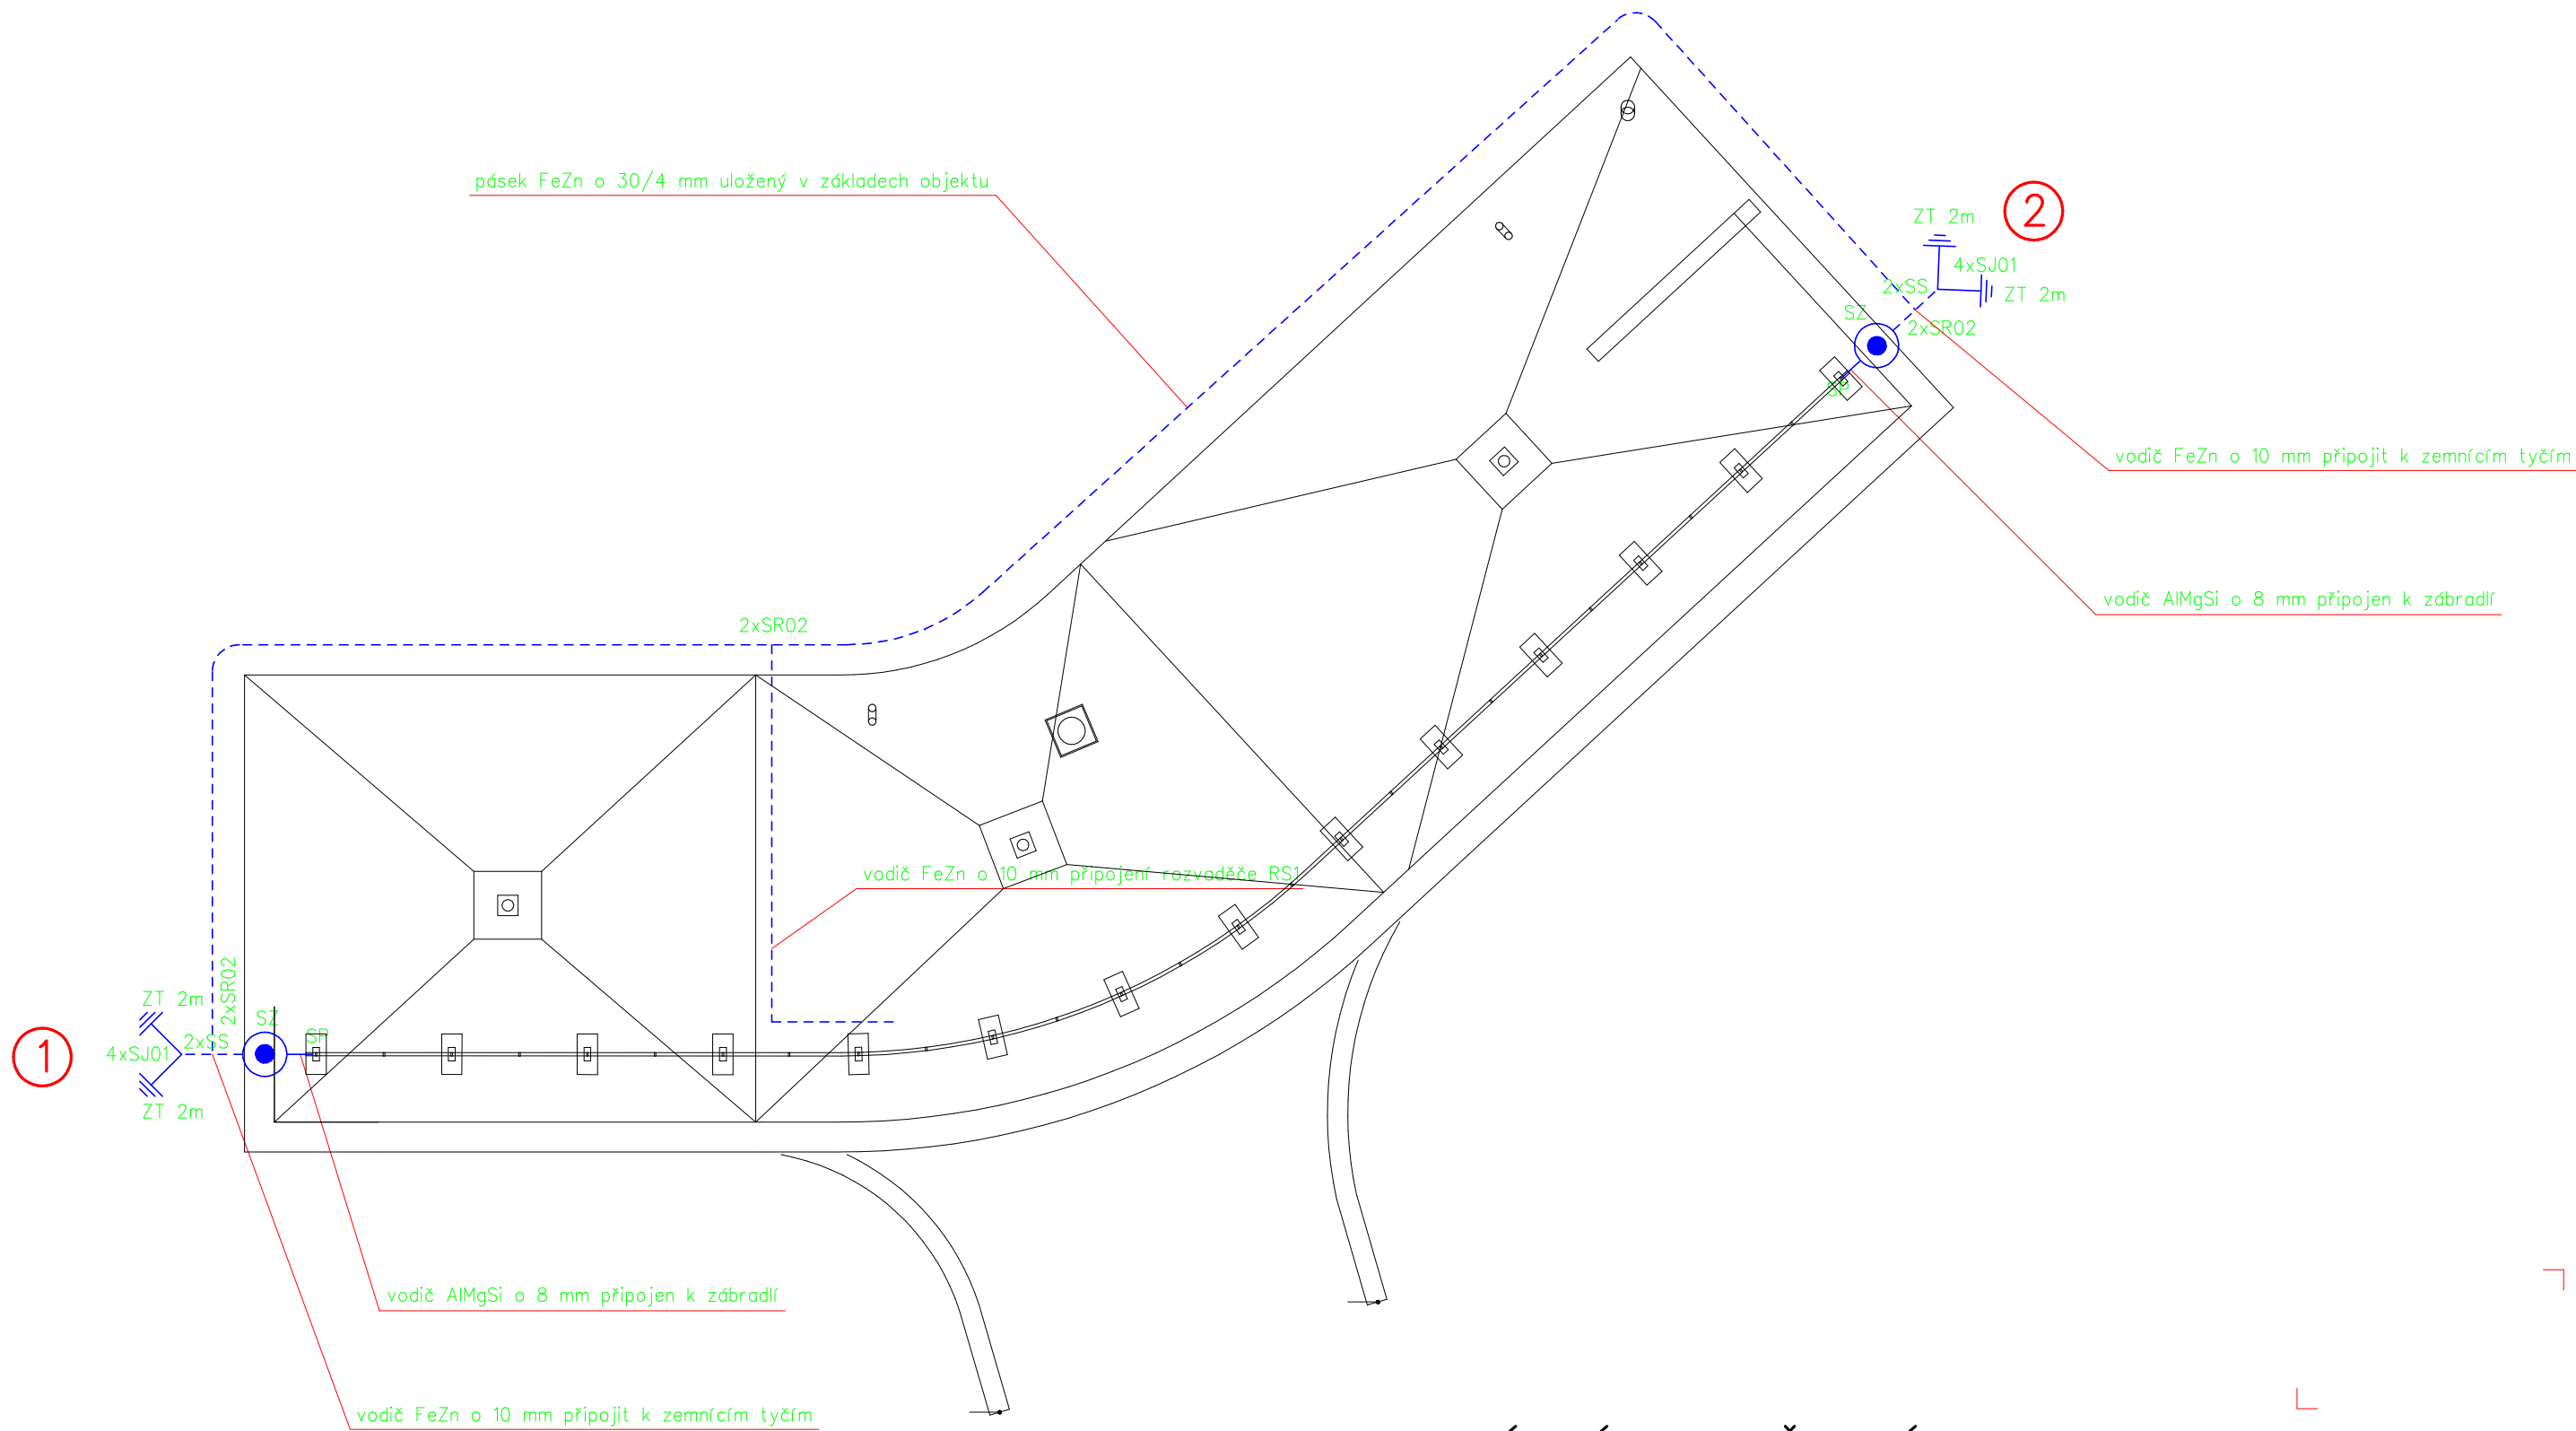 pásek FeZn o 30/4 mm uložený v základech objektu
2
ZT 2m
4xSJ01
2xSS
ZT 2m
SZ
2xSR02
SP
vodič FeZn o 10 mm připojit k zemnícím tyčím
vodič AlMgSi o 8 mm připojen k zábradlí
2xSR02
vodič FeZn o 10 mm připojení rozvaděče RS1
2xSR02
ZT 2m
SZ
SP
2xSS
4xSJ01
1
ZT 2m
vodič AlMgSi o 8 mm připojen k zábradlí
vodič FeZn o 10 mm připojit k zemnícím tyčím